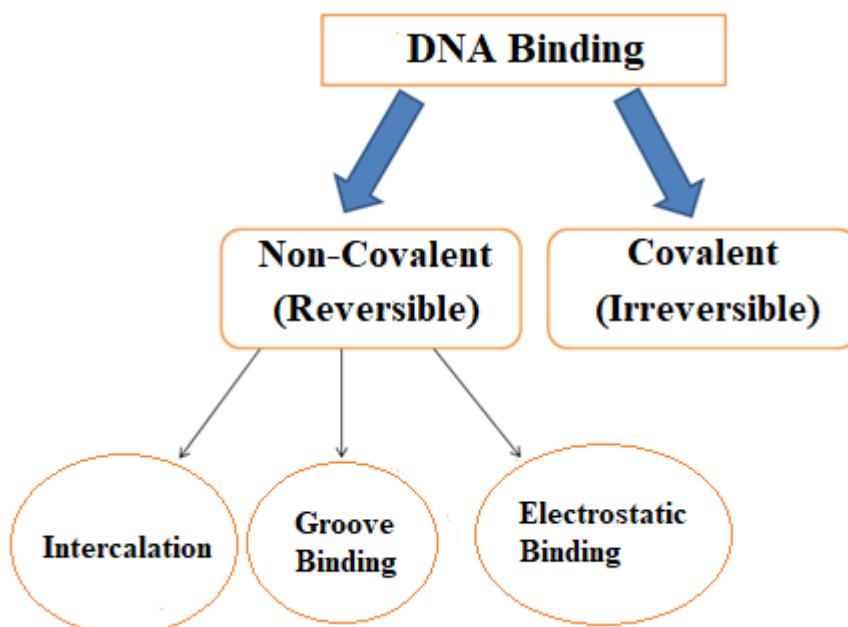 DNA Binding
Non-Covalent
(Reversible)
Covalent
(Irreversible)
Intercalation
Groove
Binding
Electrostatic
Binding